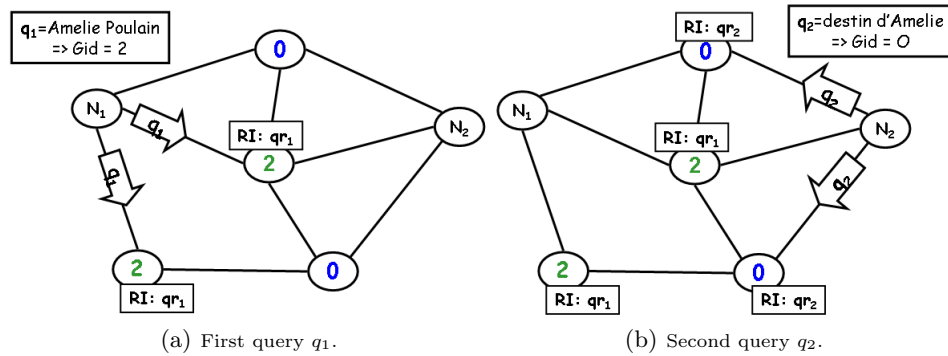 q₁=Amelie Poulain
=> Gid = 2
0
N₁
q₁
RI: qr₁
N₂
q₁
2
2
0
RI: qr₁
(a) First query q₁.
q₂=destin d'Amelie
=> Gid = 0
RI: qr₂
0
q₂
N₁
RI: qr₁
N₂
2
q₂
2
0
RI: qr₁
RI: qr₂
(b) Second query q₂.